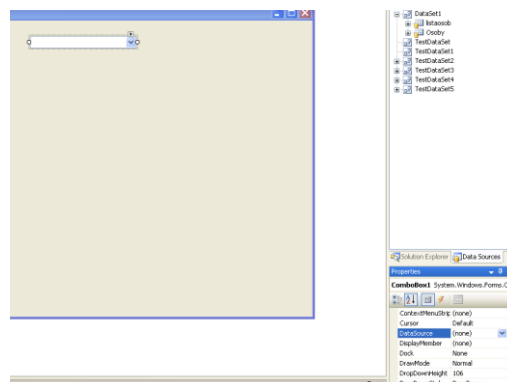 DataSet1
listaosob
Osoby
TestDataSet
TestDataSet1
TestDataSet2
TestDataSet3
TestDataSet4
TestDataSet5
Solution Explorer Data Sources
Properties
ComboBox1 System.Windows.Forms.C
ContextMenuStrip (none)
Cursor Default
DataSource (none)
DisplayMember (none)
Dock None
DrawMode Normal
DropDownHeight 106